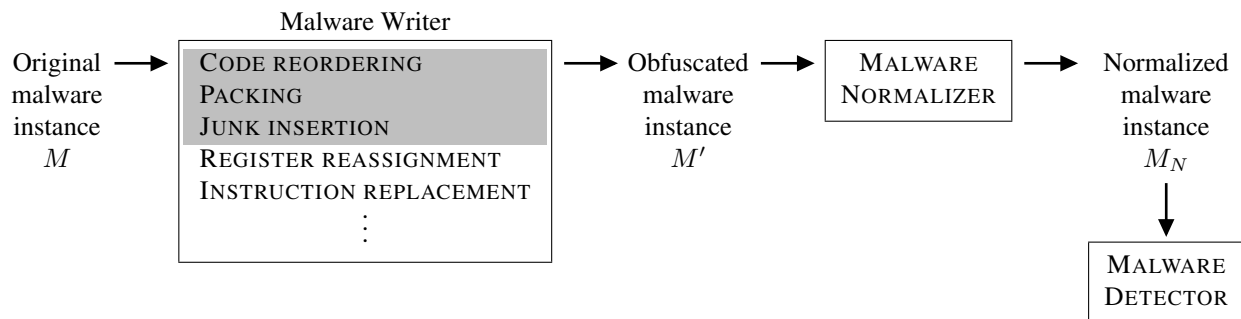 Malware Writer
Original
malware
instance
M
CODE REORDERING
PACKING
JUNK INSERTION
REGISTER REASSIGNMENT
INSTRUCTION REPLACEMENT
⋮
Obfuscated
malware
instance
M′
MALWARE
NORMALIZER
Normalized
malware
instance
M_N
MALWARE
DETECTOR